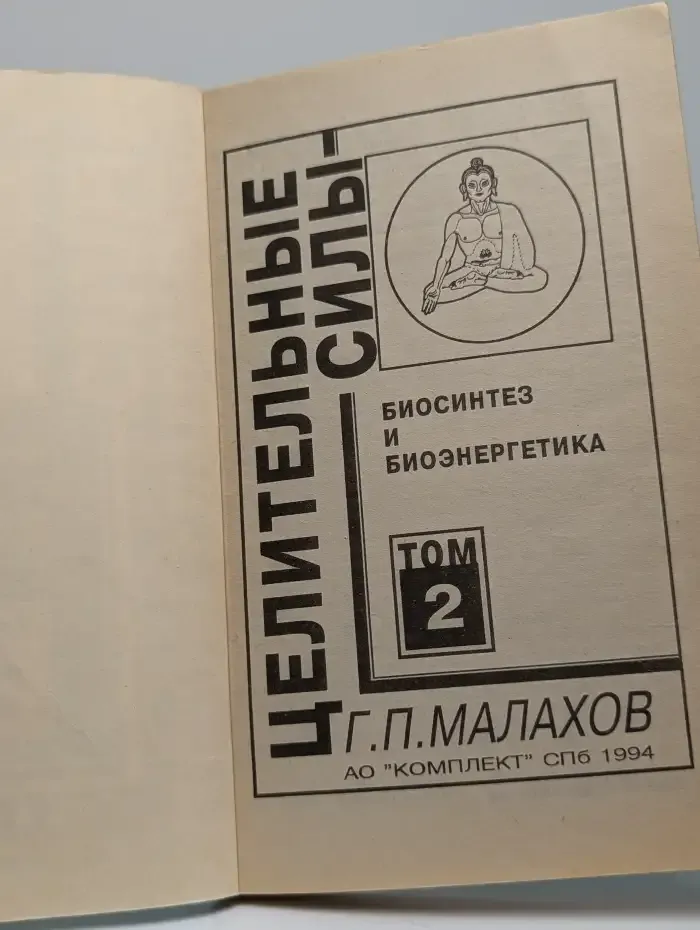 ЦЕЛИТЕЛЬНЫЕ
СИЛЫ
БИОСИНТЕЗ
И
БИОЭНЕРГЕТИКА
ТОМ
2
Г.П.МАЛАХОВ
АО "КОМПЛЕКТ" СПб 1994